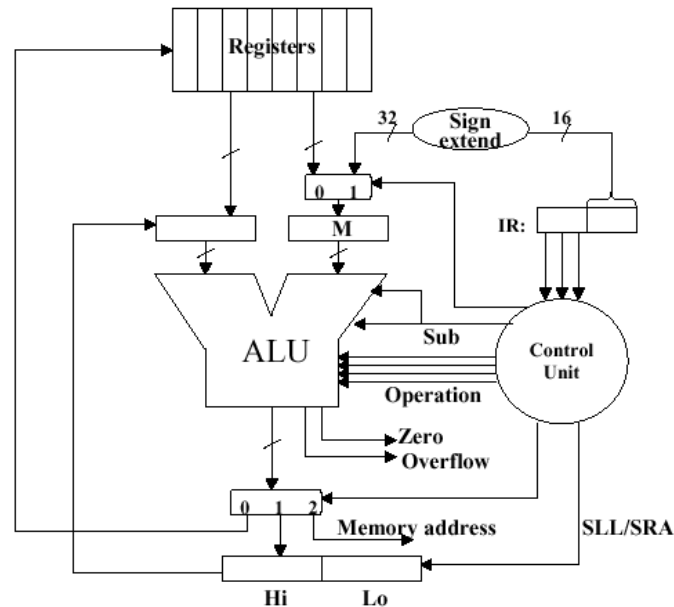 Registers
32
Sign
extend
16
0 1
IR:
M
ALU
Sub
Control
Unit
Operation
Zero
Overflow
0 1 2
Memory address
SLL/SRA
Hi
Lo